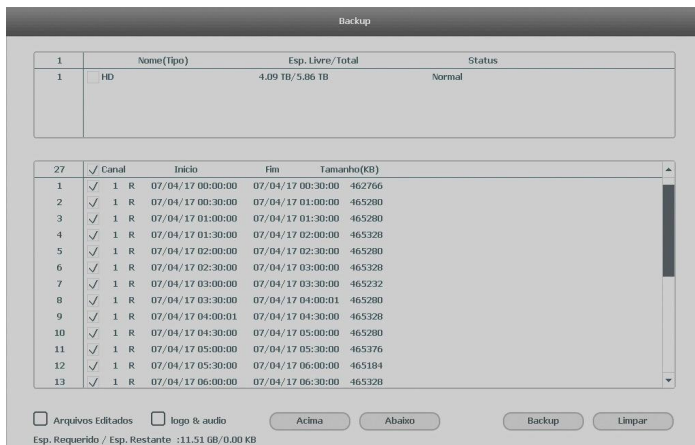 Backup
1 Nome(Tipo) Esp. Livre/Total Status
1 HD 4.09 TB/5.86 TB Normal
27 Canal Inicio Fim Tamanho(KB)
1 1 R 07/04/17 00:00:00 07/04/17 00:30:00 462766
2 1 R 07/04/17 00:30:00 07/04/17 01:00:00 465280
3 1 R 07/04/17 01:00:00 07/04/17 01:30:00 465280
4 1 R 07/04/17 01:30:00 07/04/17 02:00:00 465328
5 1 R 07/04/17 02:00:00 07/04/17 02:30:00 465280
6 1 R 07/04/17 02:30:00 07/04/17 03:00:00 465328
7 1 R 07/04/17 03:00:00 07/04/17 03:30:00 465232
8 1 R 07/04/17 03:30:00 07/04/17 04:00:01 465280
9 1 R 07/04/17 04:00:01 07/04/17 04:30:00 465328
10 1 R 07/04/17 04:30:00 07/04/17 05:00:00 465280
11 1 R 07/04/17 05:00:00 07/04/17 05:30:00 465376
12 1 R 07/04/17 05:30:00 07/04/17 06:00:00 465184
13 1 R 07/04/17 06:00:00 07/04/17 06:30:00 465328
Arquivos Editados logo & audio Acima Abaixo Backup Limpar
Esp. Requerido / Esp. Restante :11.51 GB/0.00 KB